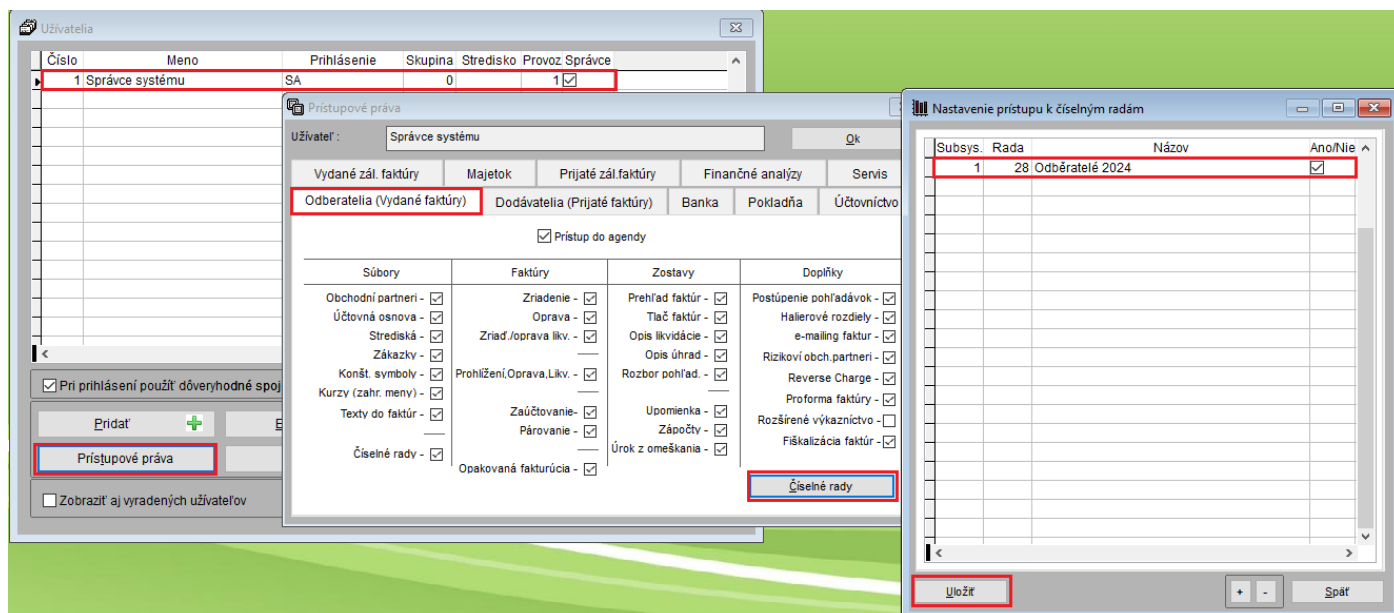 Užívatelia
Číslo Meno Prihlásenie Skupina Stredisko Provoz Správce
1 Správce systému SA 0 1
Pri prihlásení použíť dôveryhodné spoj
Pridať
Prístupové práva
Zobraziť aj vyradených užívateľov
Prístupové práva
Užívateľ : Správce systému Ok
Vydané zál. faktúry Majetok Prijaté zál.faktúry Finančné analýzy Servis
Odberatelia (Vydané faktúry) Dodávatelia (Prijaté faktúry) Banka Pokladňa Účtovníctvo
Prístup do agendy
Súbory Faktúry Zostavy Doplňky
Obchodní partneri - Zriadenie - Prehľad faktúr - Postúpenie pohľadávok -
Účtovná osnova - Oprava - Tlač faktúr - Halierové rozdiely -
Strediská - Zriaď./oprava likv. - Opis likvidácie - e-mailing faktur -
Zákazky - Opis úhrad - Rizikoví obch.partneri -
Konšt. symboly - Prohlížení,Oprava,Likv. - Rozbor pohľad. - Reverse Charge -
Kurzy (zahr. meny) - Proforma faktúry -
Texty do faktúr - Zaúčtovanie- Upomienka - Rozšírené výkazníctvo -
Párovanie - Zápočty - Fiškalizácia faktúr -
Číselné rady - Úrok z omeškania -
Opakovaná fakturúcia -
Číselné rady
Nastavenie prístupu k číselným radám
Subsys. Rada Názov Ano/Nie
1 28 Odběratelé 2024
Uložiť + - Späť